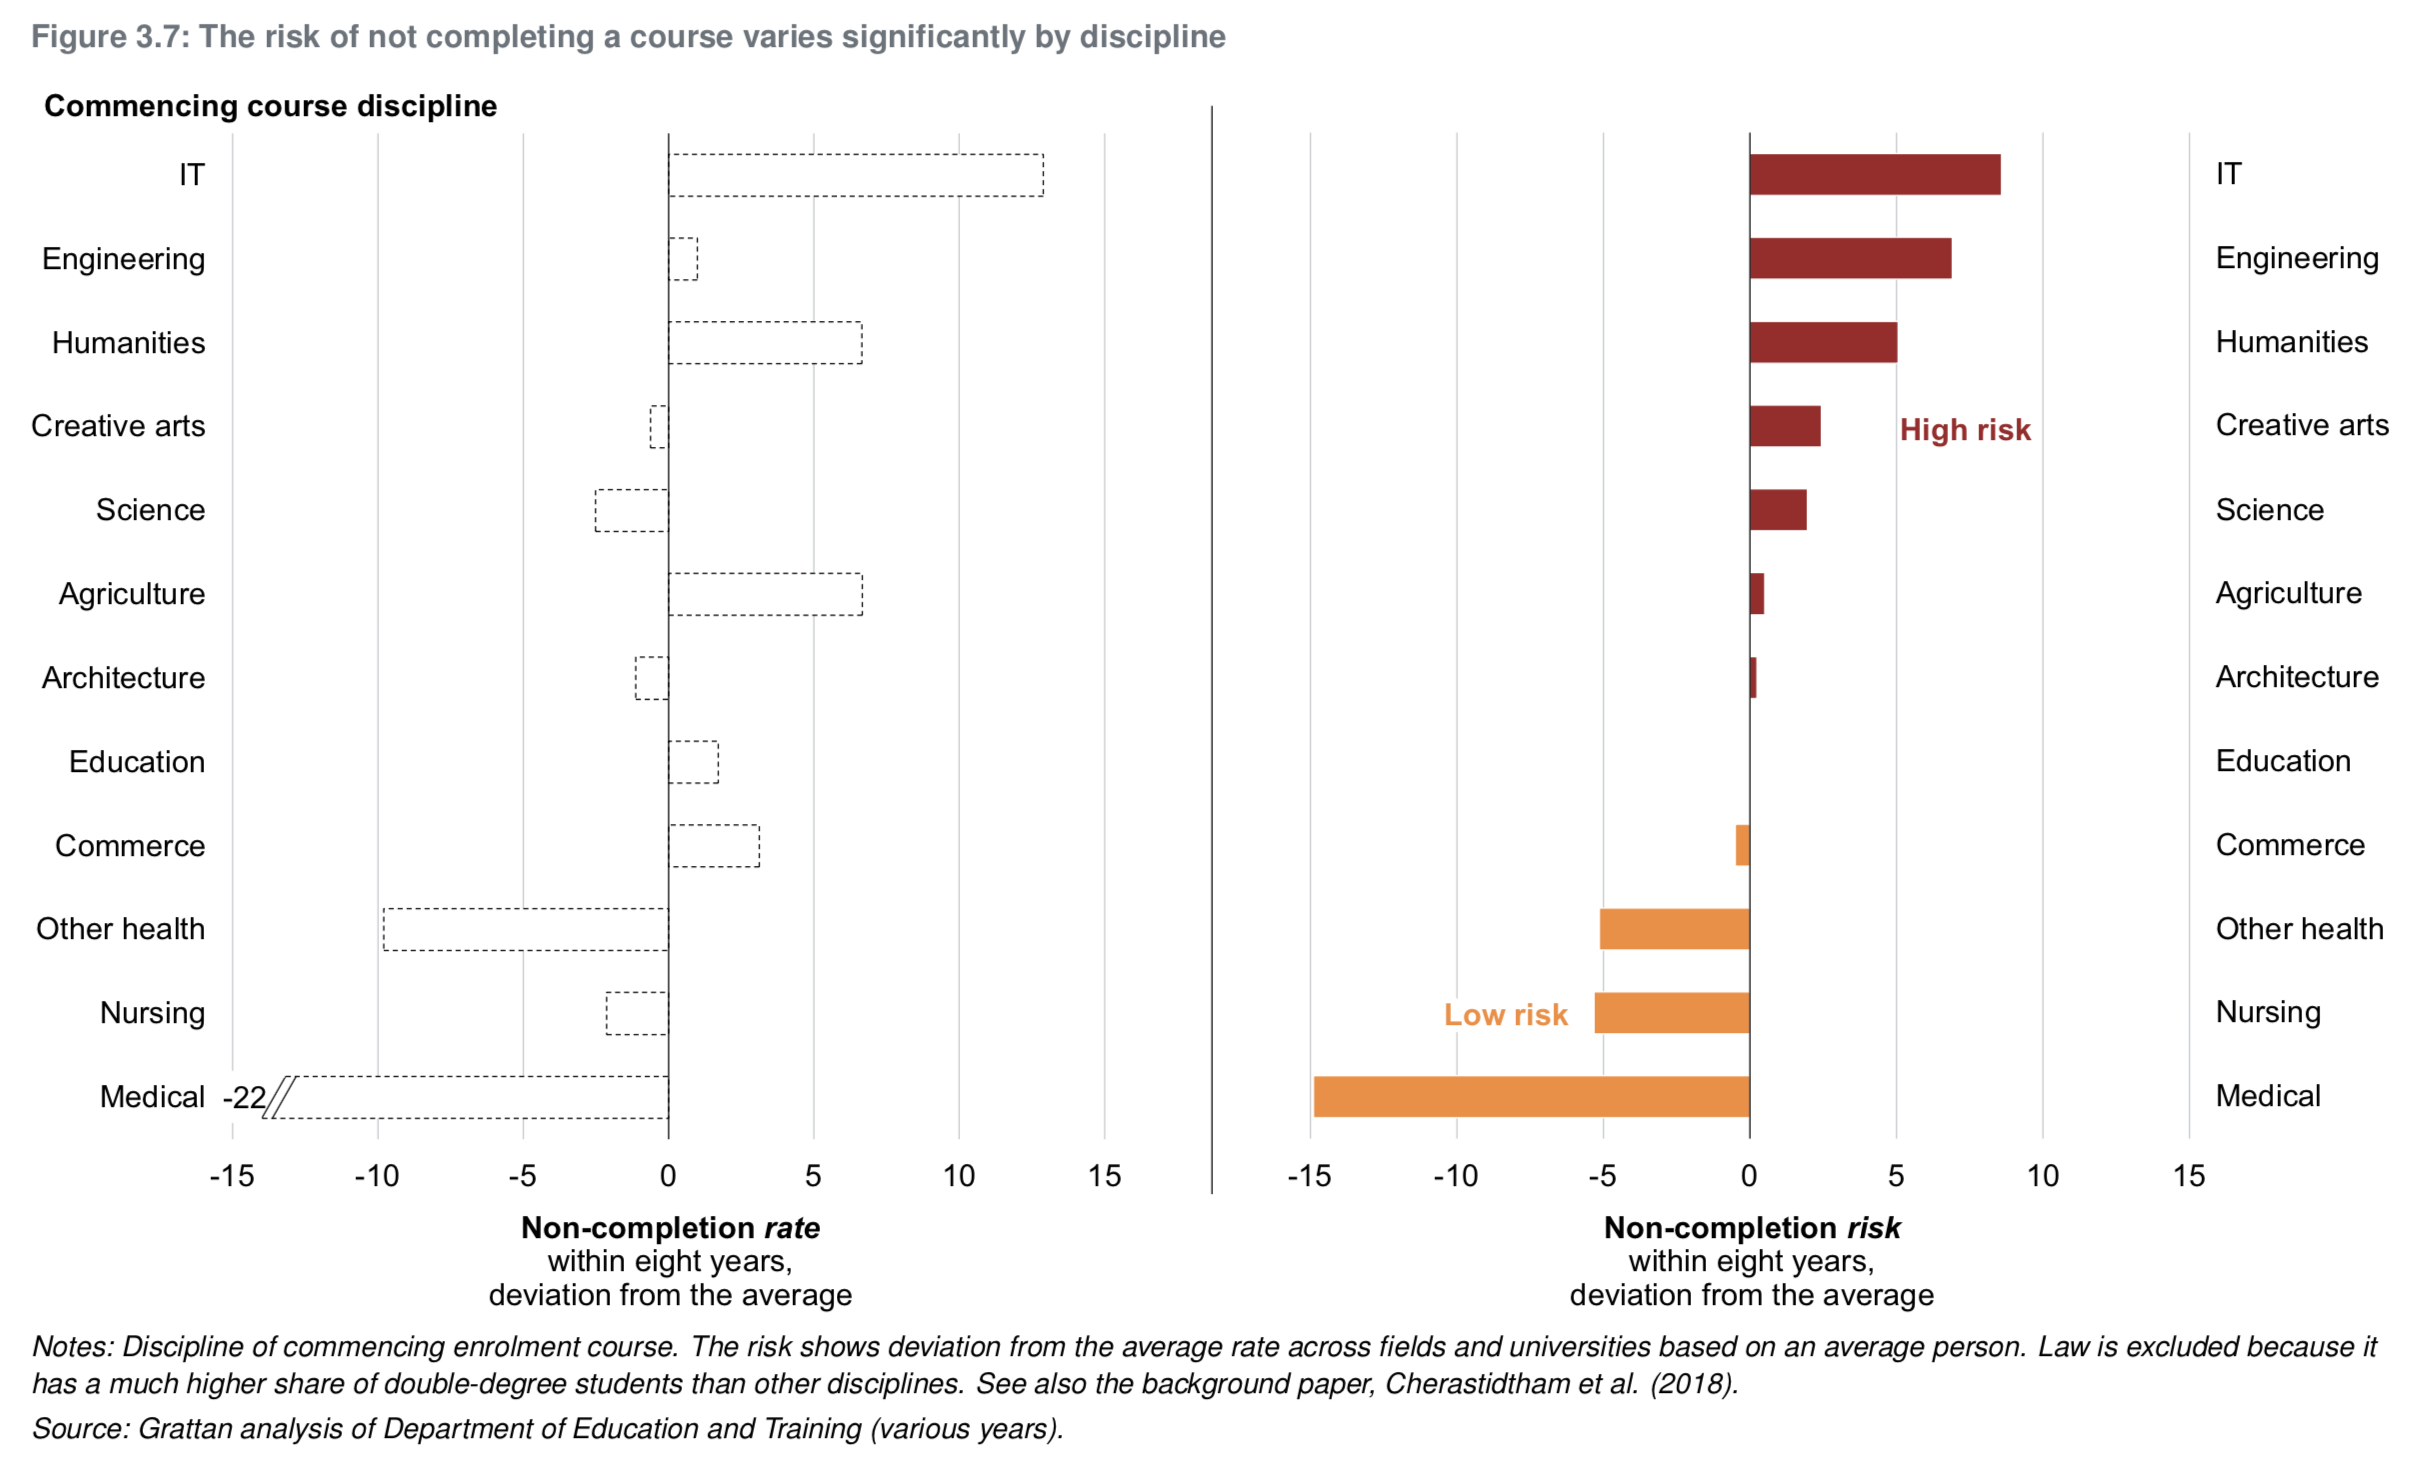 Figure 3.7: The risk of not completing a course varies significantly by discipline
Commencing course discipline
IT
Engineering
Humanities
Creative arts
Science
Agriculture
Architecture
Education
Commerce
Other health
Nursing
Medical -22
-15 -10 -5 0 5 10 15
Non-completion rate
within eight years,
deviation from the average
IT
Engineering
Humanities
High risk Creative arts
Science
Agriculture
Architecture
Education
Commerce
Other health
Low risk Nursing
Medical
-15 -10 -5 0 5 10 15
Non-completion risk
within eight years,
deviation from the average
Notes: Discipline of commencing enrolment course. The risk shows deviation from the average rate across fields and universities based on an average person. Law is excluded because it
has a much higher share of double-degree students than other disciplines. See also the background paper, Cherastidtham et al. (2018).
Source: Grattan analysis of Department of Education and Training (various years).